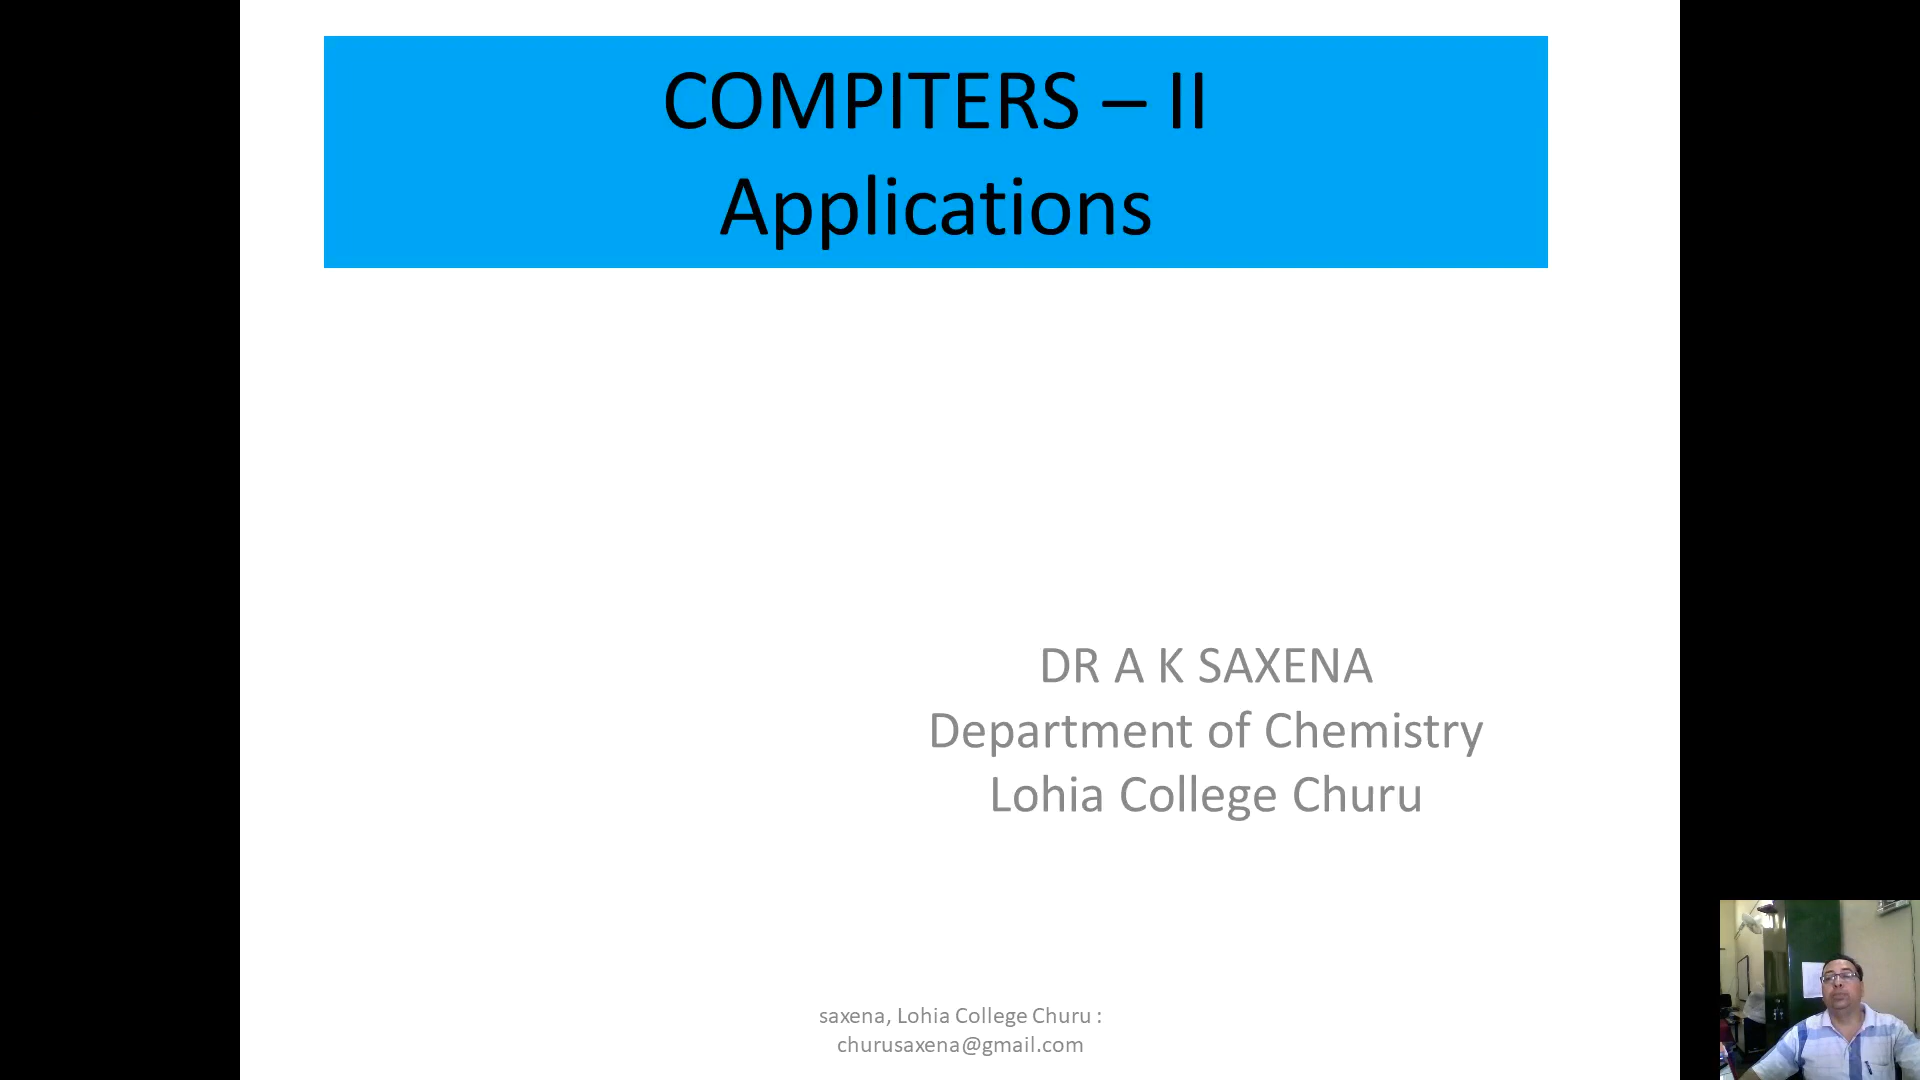 COMPITERS – II
Applications
DR A K SAXENA
Department of Chemistry
Lohia College Churu
saxena, Lohia College Churu :
churusaxena@gmail.com